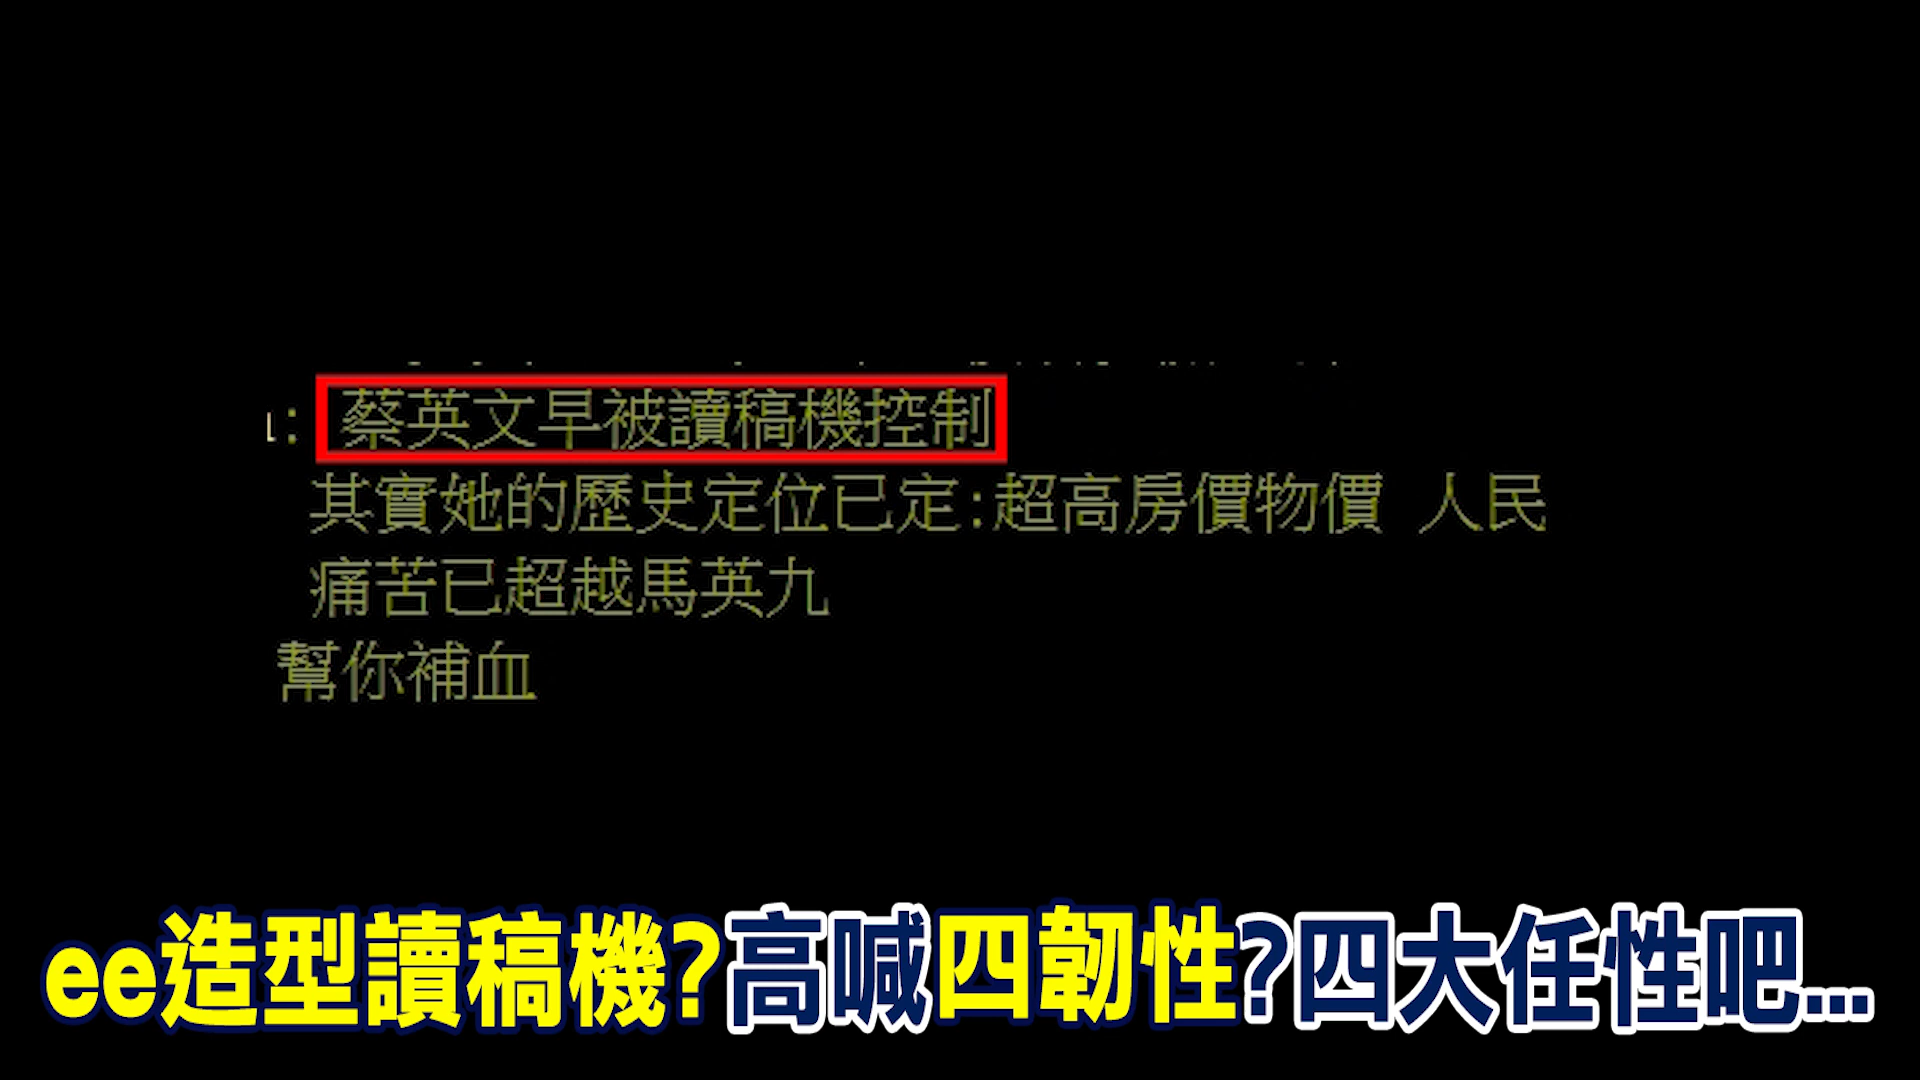 : 蔡英文早被讀稿機控制
其實她的歷史定位已定:超高房價物價 人民
痛苦已超越馬英九
幫你補血
ee造型讀稿機?高喊四韌性?四大任性吧...